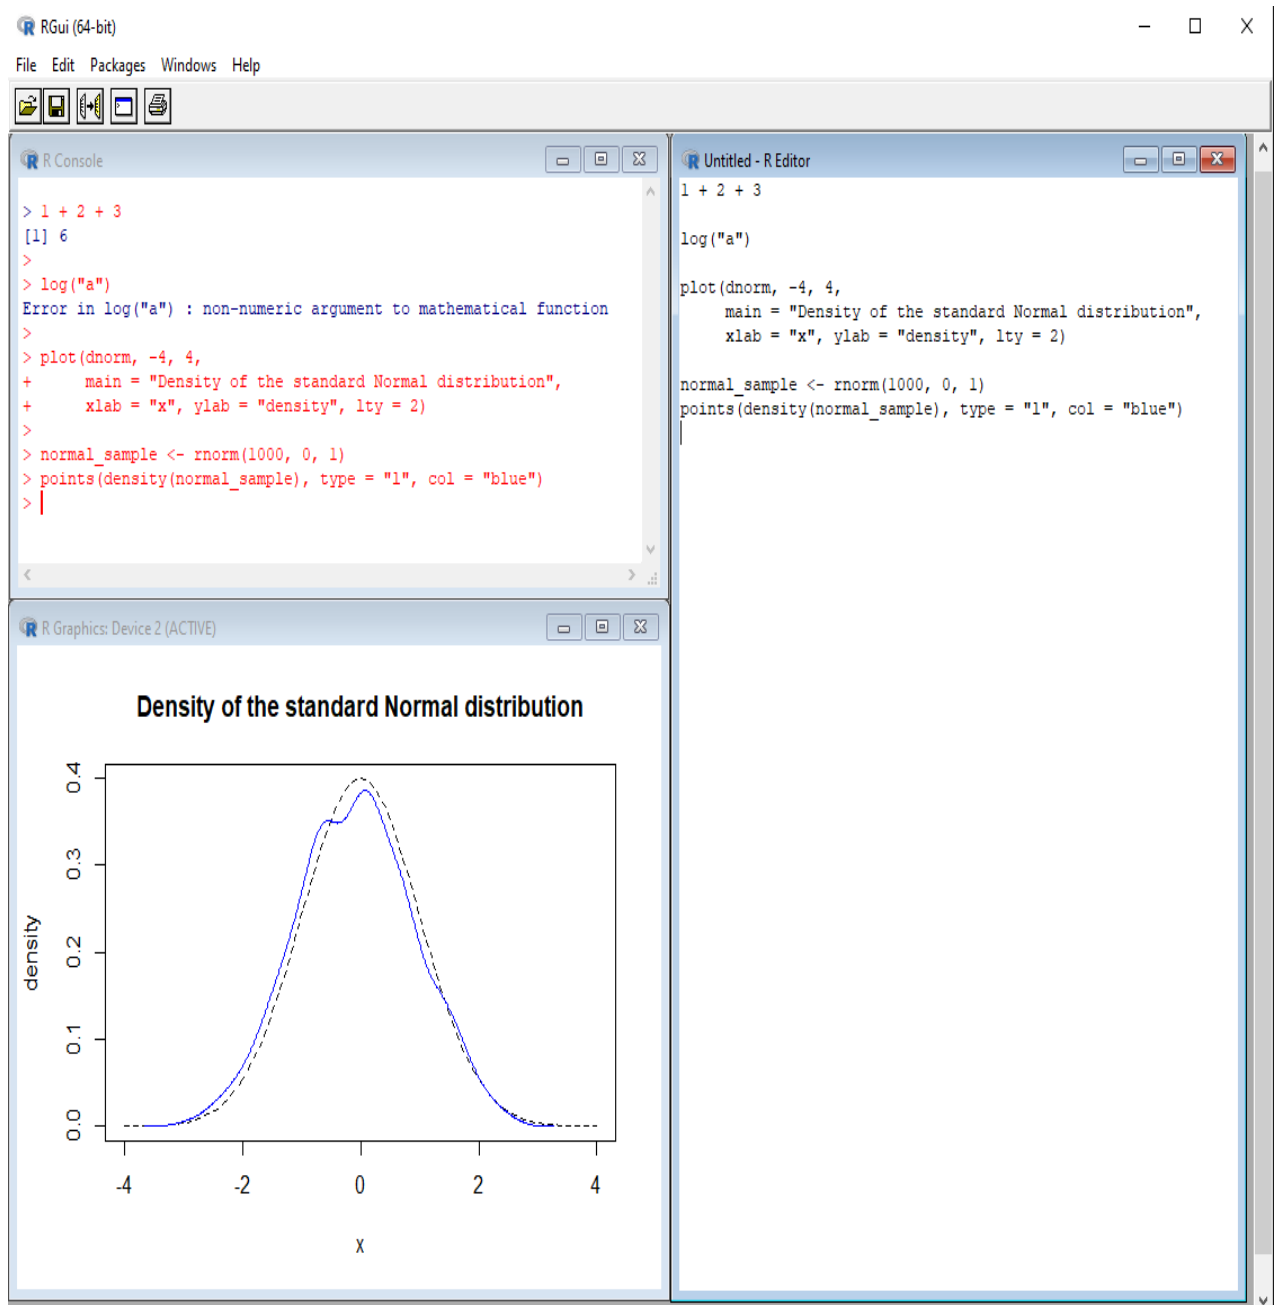 RGui (64-bit)
File Edit Packages Windows Help
R Console
> 1 + 2 + 3
[1] 6
>
> log("a")
Error in log("a") : non-numeric argument to mathematical function
>
> plot(dnorm, -4, 4,
+      main = "Density of the standard Normal distribution",
+      xlab = "x", ylab = "density", lty = 2)
>
> normal_sample <- rnorm(1000, 0, 1)
> points(density(normal_sample), type = "l", col = "blue")
>
Untitled - R Editor
1 + 2 + 3
log("a")
plot(dnorm, -4, 4,
     main = "Density of the standard Normal distribution",
     xlab = "x", ylab = "density", lty = 2)
normal_sample <- rnorm(1000, 0, 1)
points(density(normal_sample), type = "l", col = "blue")
R Graphics: Device 2 (ACTIVE)
Density of the standard Normal distribution
density
0.4
0.3
0.2
0.1
0.0
-4 -2 0 2 4
x